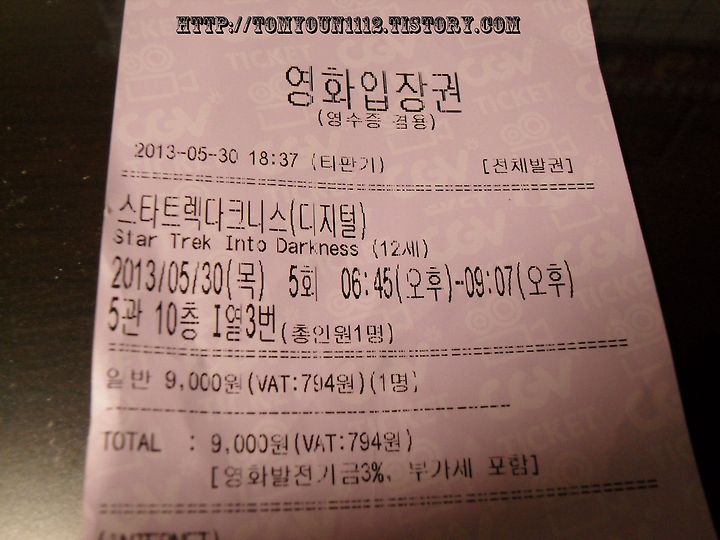 HTTP://TOMYOUN1112.TISTORY.COM
영화입장권
(영수증 겸용)
2013-05-30 18:37 (티판기) [전체발권]
스타트렉다크니스(디지털)
Star Trek Into Darkness (12세)
2013/05/30(목) 5회 06:45(오후)-09:07(오후)
5관 10층 I열3번(총인원1명)
일반 9,000원(VAT:794원)(1명)
TOTAL : 9,000원(VAT:794원)
[영화발전기금3%, 부가세 포함]
(INTERNET)
CGV
TICKET